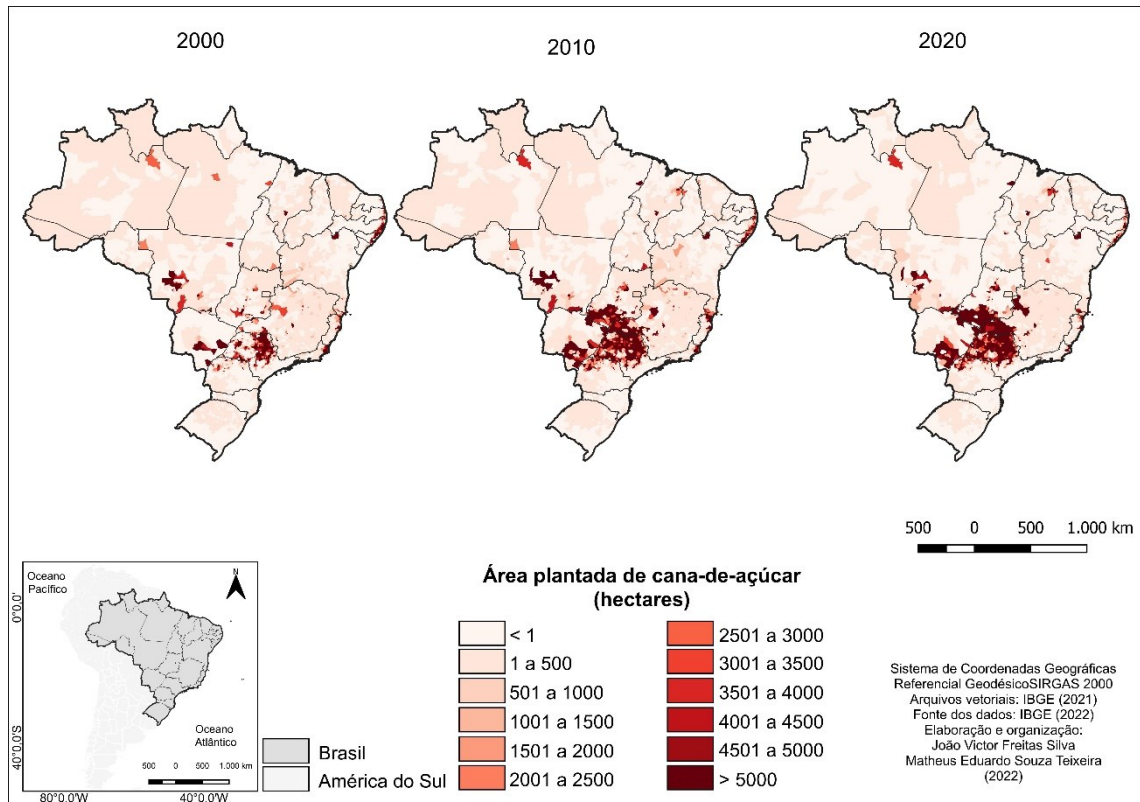 2000
2010
2020
500 0 500 1.000 km
Oceano
Pacífico
N
0°0.0'
40°0.0'S
Oceano
Atlântico
500 0 500 1.000 km
80°0.0'W
40°0.0'W
Brasil
América do Sul
Área plantada de cana-de-açúcar
(hectares)
< 1
1 a 500
501 a 1000
1001 a 1500
1501 a 2000
2001 a 2500
2501 a 3000
3001 a 3500
3501 a 4000
4001 a 4500
4501 a 5000
> 5000
Sistema de Coordenadas Geográficas
Referencial GeodésicoSIRGAS 2000
Arquivos vetoriais: IBGE (2021)
Fonte dos dados: IBGE (2022)
Elaboração e organização:
João Victor Freitas Silva
Matheus Eduardo Souza Teixeira
(2022)